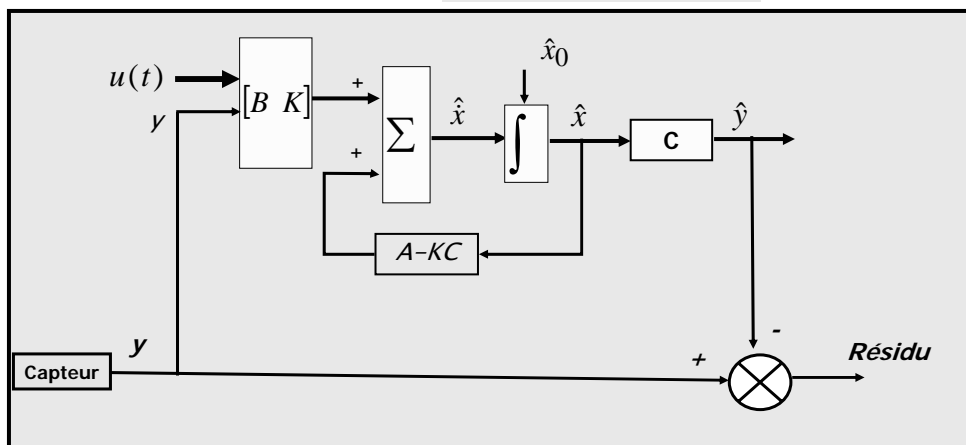 u(t)
y
[B K]
+
+
∑
x̂̇
x̂₀
∫
x̂
C
ŷ
A-KC
Capteur
y
+
-
Résidu